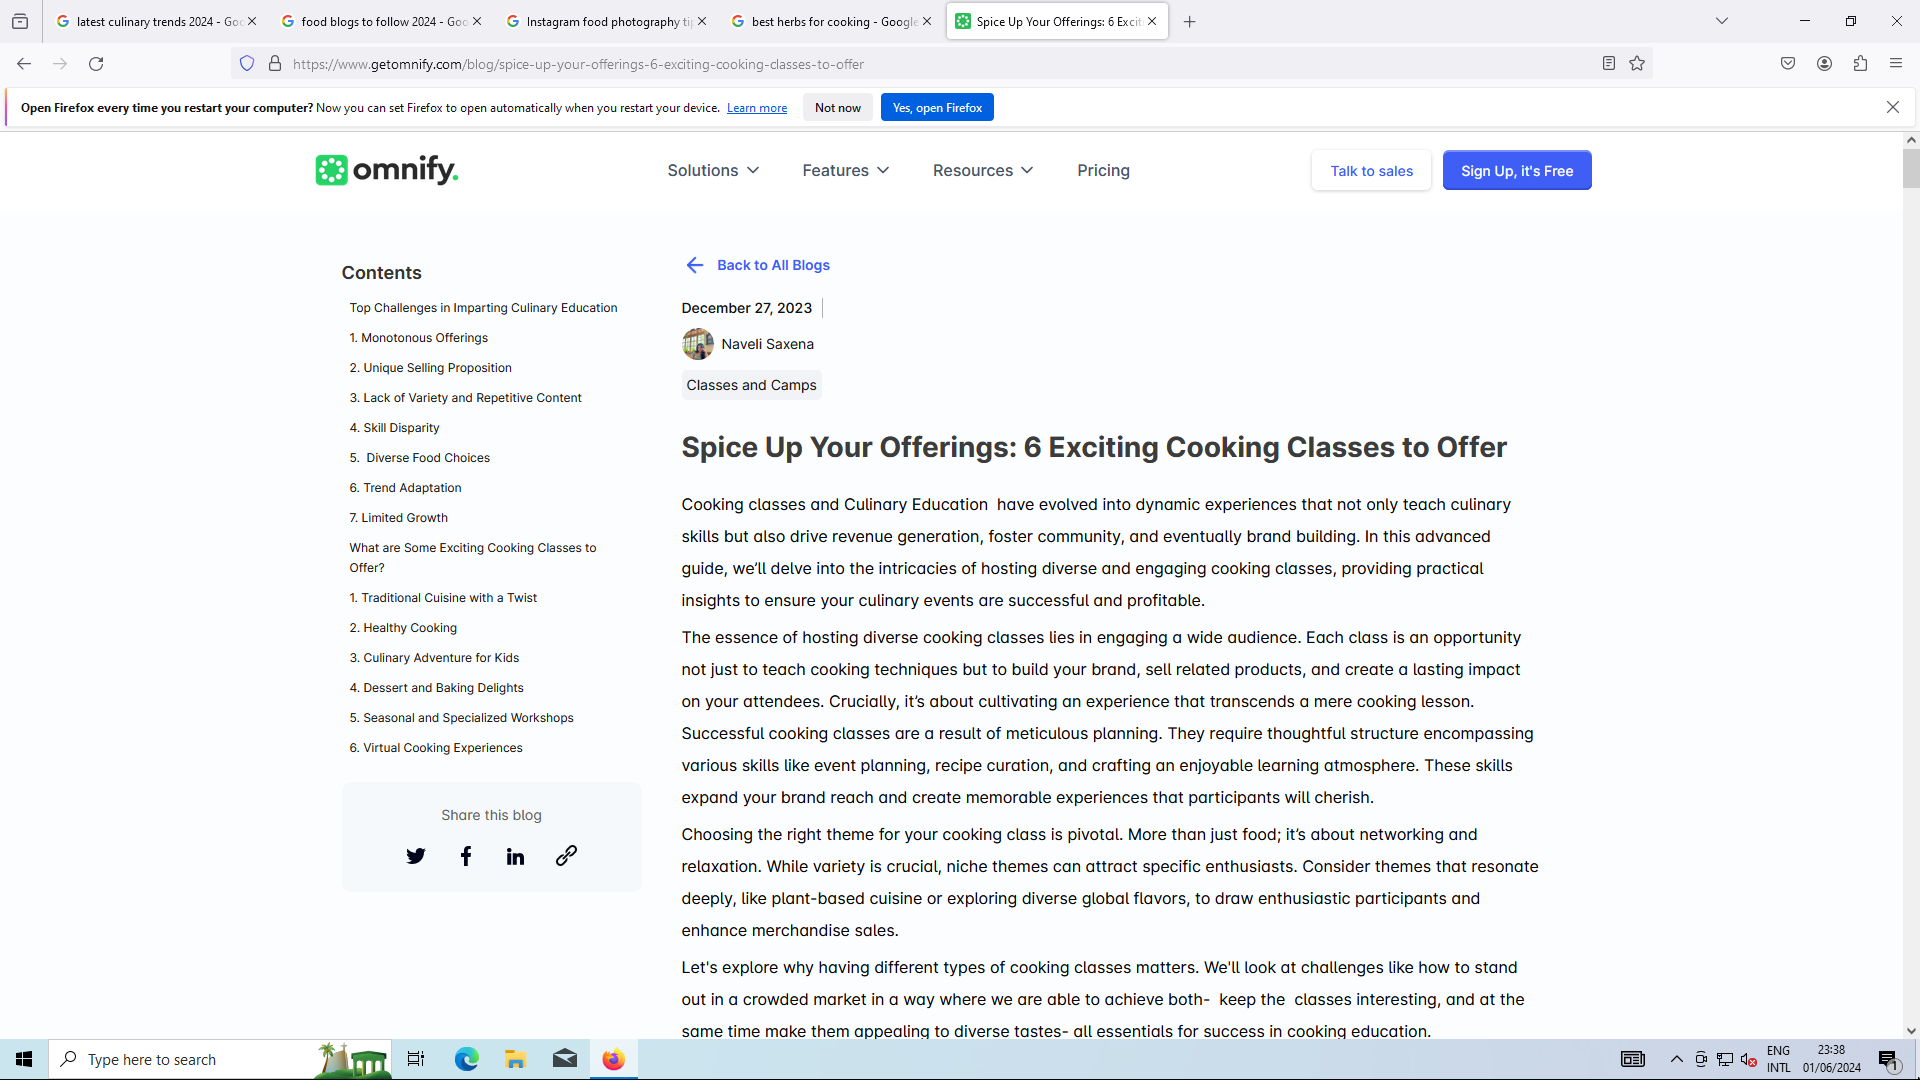 latest culinary trends 2024 - Goo
food blogs to follow 2024 - Goo
Instagram food photography tip
best herbs for cooking - Google
Spice Up Your Offerings: 6 Exciti
https://www.getomnify.com/blog/spice-up-your-offerings-6-exciting-cooking-classes-to-offer
Open Firefox every time you restart your computer? Now you can set Firefox to open automatically when you restart your device. Learn more
Not now
Yes, open Firefox
omnify.
Solutions
Features
Resources
Pricing
Talk to sales
Sign Up, it's Free
Contents
Top Challenges in Imparting Culinary Education
1. Monotonous Offerings
2. Unique Selling Proposition
3. Lack of Variety and Repetitive Content
4. Skill Disparity
5. Diverse Food Choices
6. Trend Adaptation
7. Limited Growth
What are Some Exciting Cooking Classes to
Offer?
1. Traditional Cuisine with a Twist
2. Healthy Cooking
3. Culinary Adventure for Kids
4. Dessert and Baking Delights
5. Seasonal and Specialized Workshops
6. Virtual Cooking Experiences
Share this blog
Back to All Blogs
December 27, 2023
Naveli Saxena
Classes and Camps
Spice Up Your Offerings: 6 Exciting Cooking Classes to Offer
Cooking classes and Culinary Education have evolved into dynamic experiences that not only teach culinary
skills but also drive revenue generation, foster community, and eventually brand building. In this advanced
guide, we’ll delve into the intricacies of hosting diverse and engaging cooking classes, providing practical
insights to ensure your culinary events are successful and profitable.
The essence of hosting diverse cooking classes lies in engaging a wide audience. Each class is an opportunity
not just to teach cooking techniques but to build your brand, sell related products, and create a lasting impact
on your attendees. Crucially, it’s about cultivating an experience that transcends a mere cooking lesson.
Successful cooking classes are a result of meticulous planning. They require thoughtful structure encompassing
various skills like event planning, recipe curation, and crafting an enjoyable learning atmosphere. These skills
expand your brand reach and create memorable experiences that participants will cherish.
Choosing the right theme for your cooking class is pivotal. More than just food; it’s about networking and
relaxation. While variety is crucial, niche themes can attract specific enthusiasts. Consider themes that resonate
deeply, like plant-based cuisine or exploring diverse global flavors, to draw enthusiastic participants and
enhance merchandise sales.
Let's explore why having different types of cooking classes matters. We'll look at challenges like how to stand
out in a crowded market in a way where we are able to achieve both- keep the classes interesting, and at the
same time make them appealing to diverse tastes- all essentials for success in cooking education.
Type here to search
ENG
INTL
23:38
01/06/2024
1